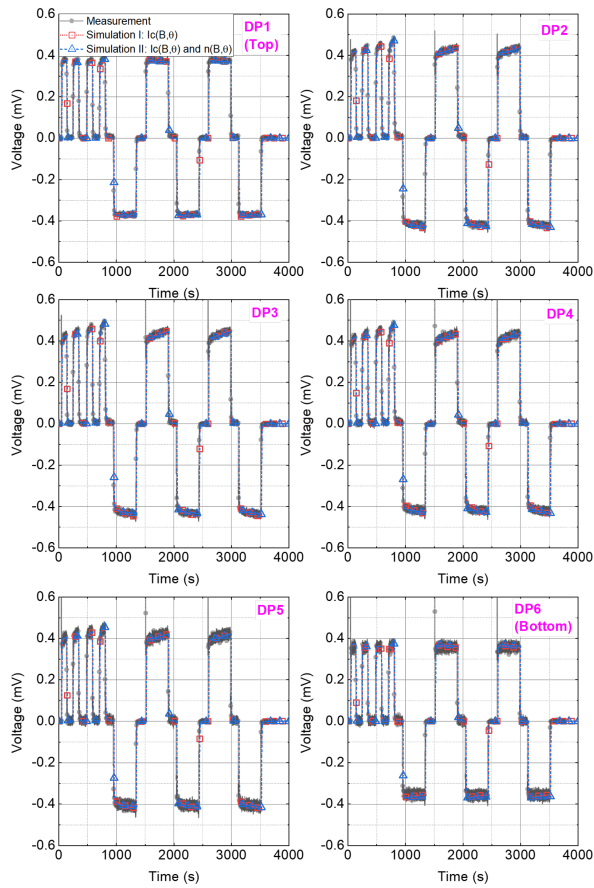 Measurement
Simulation I: Ic(B,θ)
Simulation II: Ic(B,θ) and n(B,θ)
DP1
(Top)
0.6
0.4
0.2
0.0
-0.2
-0.4
-0.6
Voltage (mV)
0 1000 2000 3000 4000
Time (s)
DP2
0.6
0.4
0.2
0.0
-0.2
-0.4
-0.6
Voltage (mV)
0 1000 2000 3000 4000
Time (s)
DP3
0.6
0.4
0.2
0.0
-0.2
-0.4
-0.6
Voltage (mV)
0 1000 2000 3000 4000
Time (s)
DP4
0.6
0.4
0.2
0.0
-0.2
-0.4
-0.6
Voltage (mV)
0 1000 2000 3000 4000
Time (s)
DP5
0.6
0.4
0.2
0.0
-0.2
-0.4
-0.6
Voltage (mV)
0 1000 2000 3000 4000
Time (s)
DP6
(Bottom)
0.6
0.4
0.2
0.0
-0.2
-0.4
-0.6
Voltage (mV)
0 1000 2000 3000 4000
Time (s)